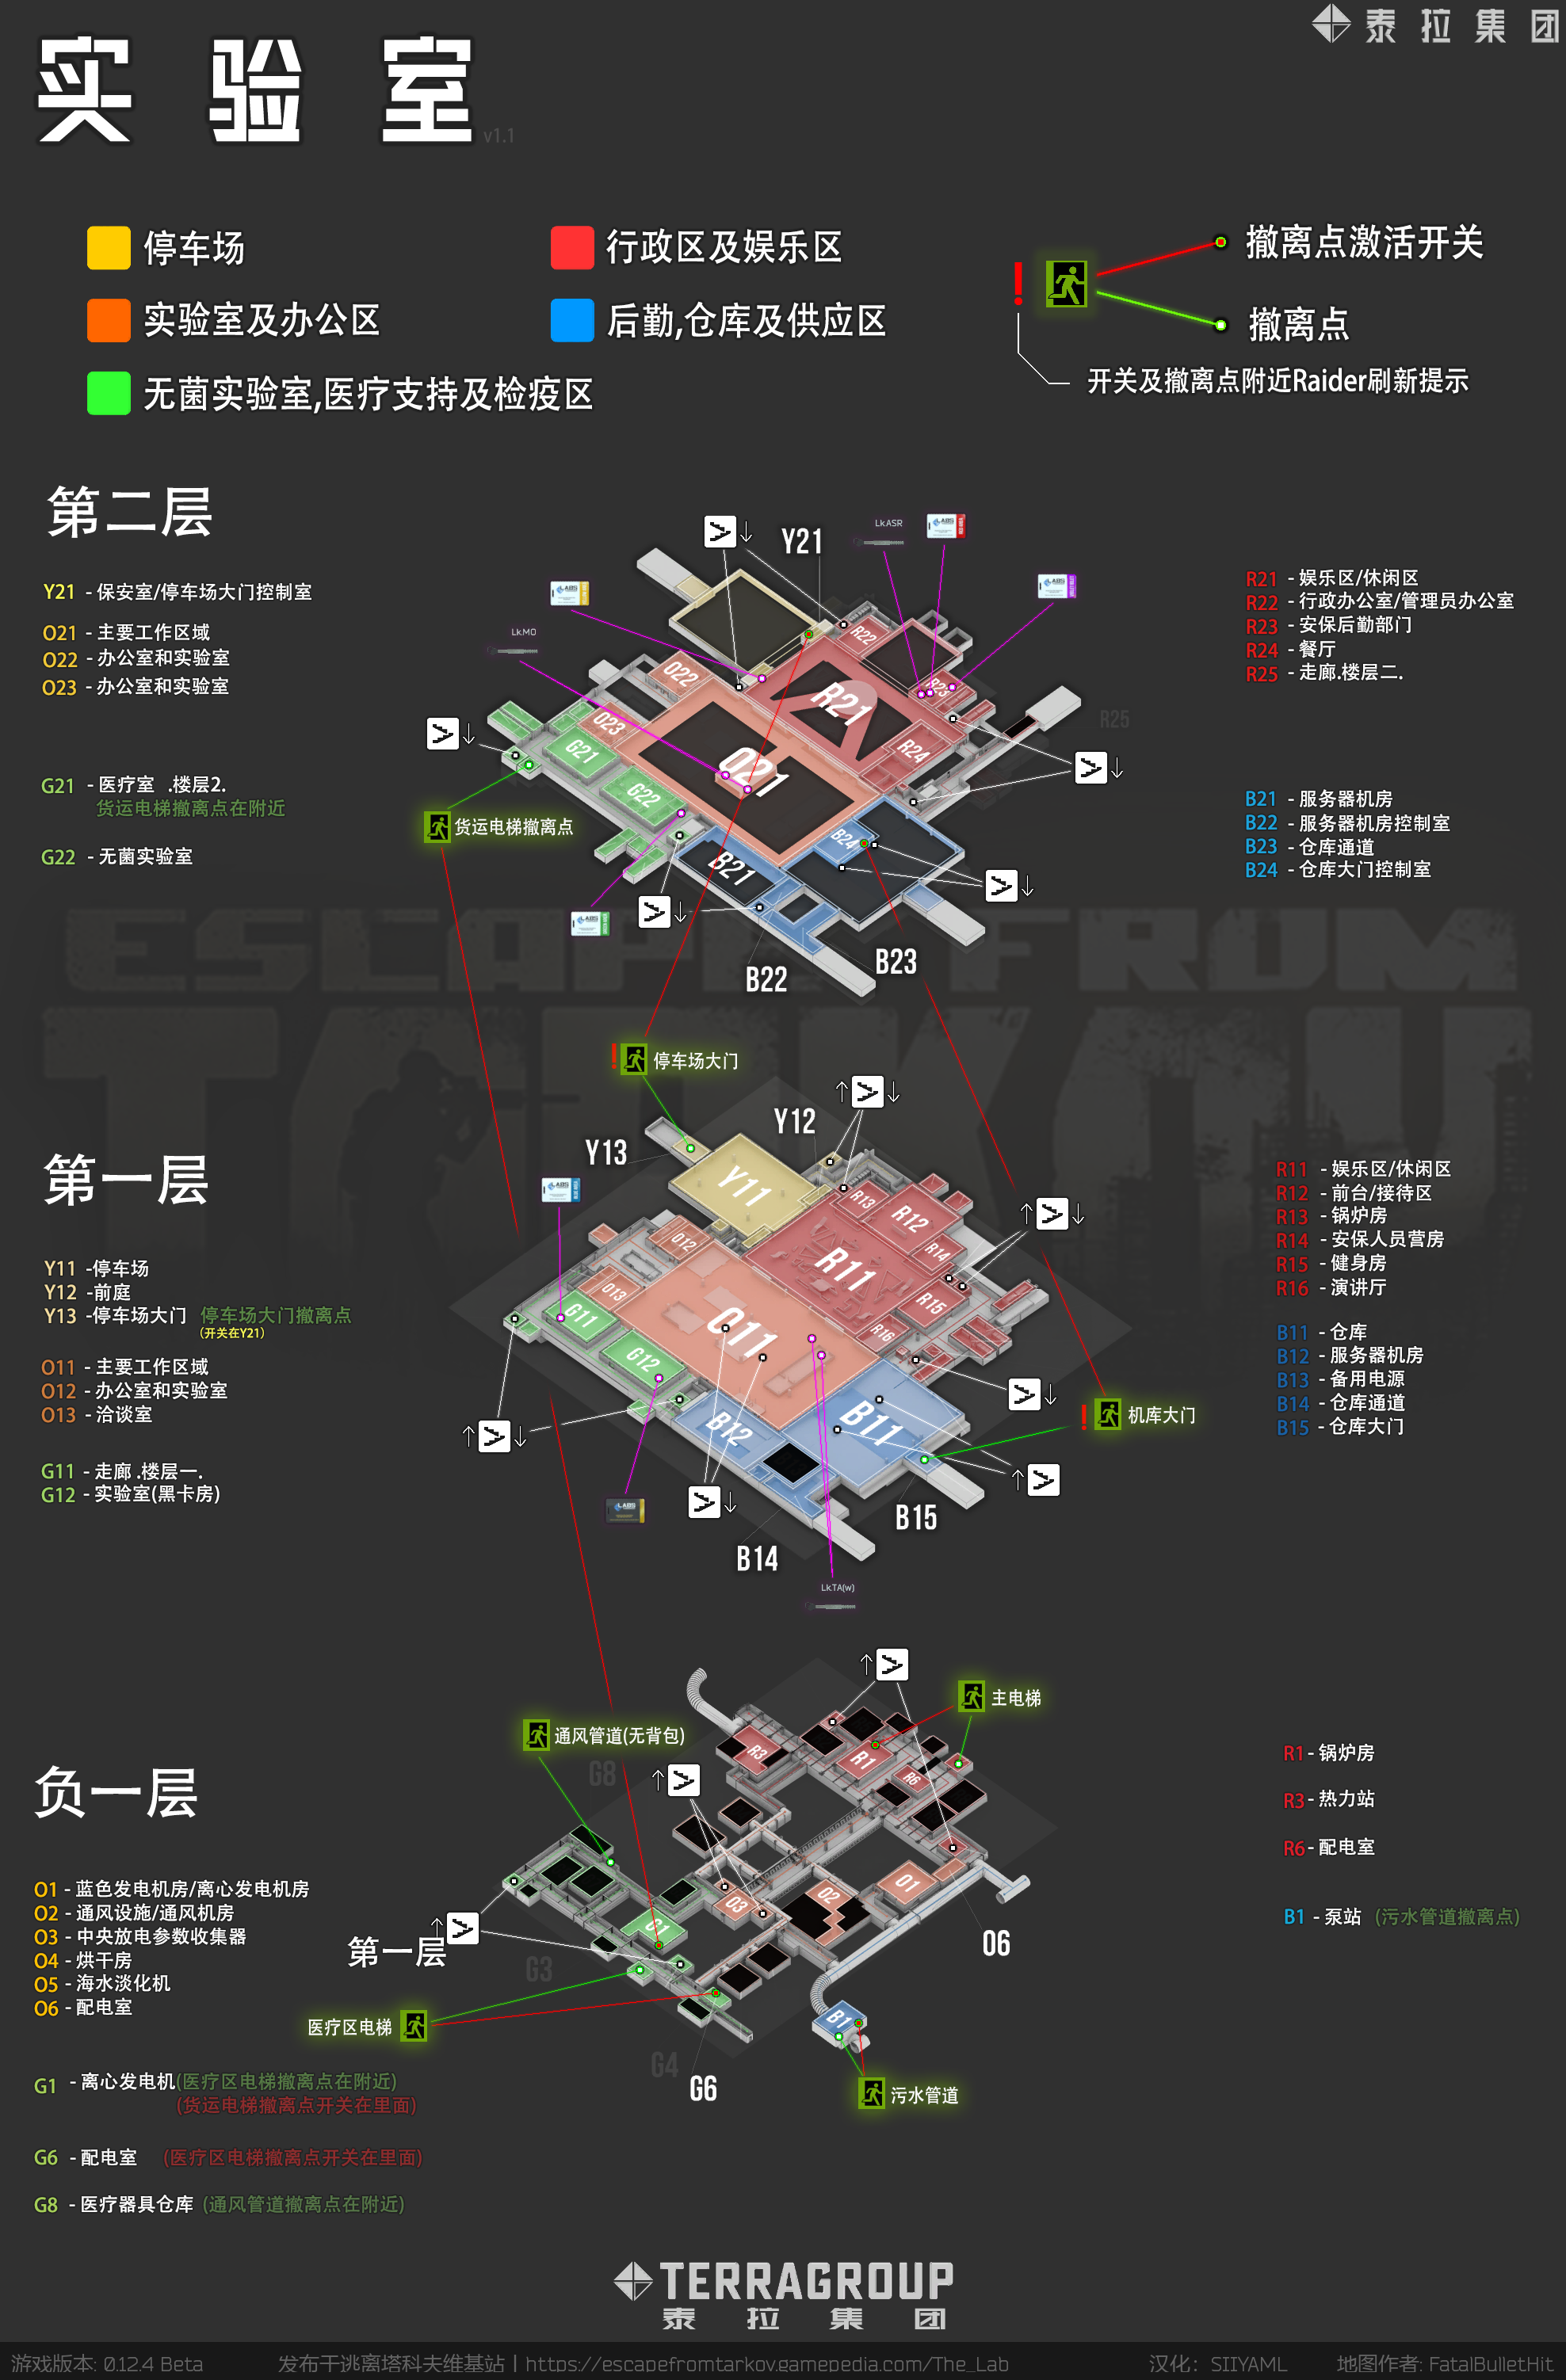 泰拉集团
实验室
v1.1
停车场
行政区及娱乐区
撤离点激活开关
实验室及办公区
后勤,仓库及供应区
撤离点
无菌实验室,医疗支持及检疫区
开关及撤离点附近Raider刷新提示
第二层
Y21
Lk.ASR
Lk.MO
R22
O22
R21
R23
O23
G21
R24
O21
G22
B24
B21
R25
B22
B23
货运电梯撤离点
Y21 - 保安室/停车场大门控制室
O21 - 主要工作区域
O22 - 办公室和实验室
O23 - 办公室和实验室
G21 - 医疗室 .楼层2.
货运电梯撤离点在附近
G22 - 无菌实验室
R21 - 娱乐区/休闲区
R22 - 行政办公室/管理员办公室
R23 - 安保后勤部门
R24 - 餐厅
R25 - 走廊.楼层二.
B21 - 服务器机房
B22 - 服务器机房控制室
B23 - 仓库通道
B24 - 仓库大门控制室
ESCAPE FROM
TARKOV
停车场大门
第一层
Y12
Y13
Y11
R13
R12
O12
R14
R11
O13
G11
R15
O11
R16
G12
B11
B12
B15
B14
Lk.TA(w)
机库大门
Y11 -停车场
Y12 -前庭
Y13 -停车场大门 停车场大门撤离点
(开关在Y21)
O11 - 主要工作区域
O12 - 办公室和实验室
O13 - 洽谈室
G11 - 走廊 .楼层一.
G12 - 实验室(黑卡房)
R11 - 娱乐区/休闲区
R12 - 前台/接待区
R13 - 锅炉房
R14 - 安保人员营房
R15 - 健身房
R16 - 演讲厅
B11 - 仓库
B12 - 服务器机房
B13 - 备用电源
B14 - 仓库通道
B15 - 仓库大门
负一层
主电梯
通风管道(无背包)
G8
R3
R1
R6
O1
O2
O3
G1
O6
G3
第一层
医疗区电梯
B1
G4
G6
污水管道
O1 - 蓝色发电机房/离心发电机房
O2 - 通风设施/通风机房
O3 - 中央放电参数收集器
O4 - 烘干房
O5 - 海水淡化机
O6 - 配电室
G1 - 离心发电机(医疗区电梯撤离点在附近)
(货运电梯撤离点开关在里面)
G6 - 配电室 (医疗区电梯撤离点开关在里面)
G8 - 医疗器具仓库 (通风管道撤离点在附近)
R1 - 锅炉房
R3 - 热力站
R6 - 配电室
B1 - 泵站 (污水管道撤离点)
TERRAGROUP
泰拉集团
游戏版本: 0.12.4 Beta
发布于逃离塔科夫维基站 | https://escapefromtarkov.gamepedia.com/The_Lab
汉化: SIIYAML
地图作者: FatalBulletHit